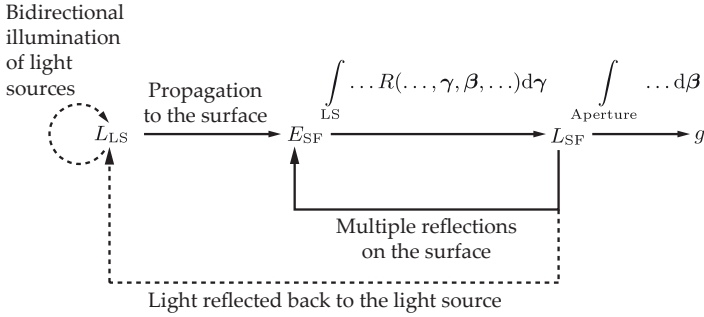 Bidirectional
illumination
of light
sources
Propagation
to the surface
∫ … R(…, γ, β, …)dγ
LS
∫ … dβ
Aperture
L_LS
E_SF
L_SF
g
Multiple reflections
on the surface
Light reflected back to the light source